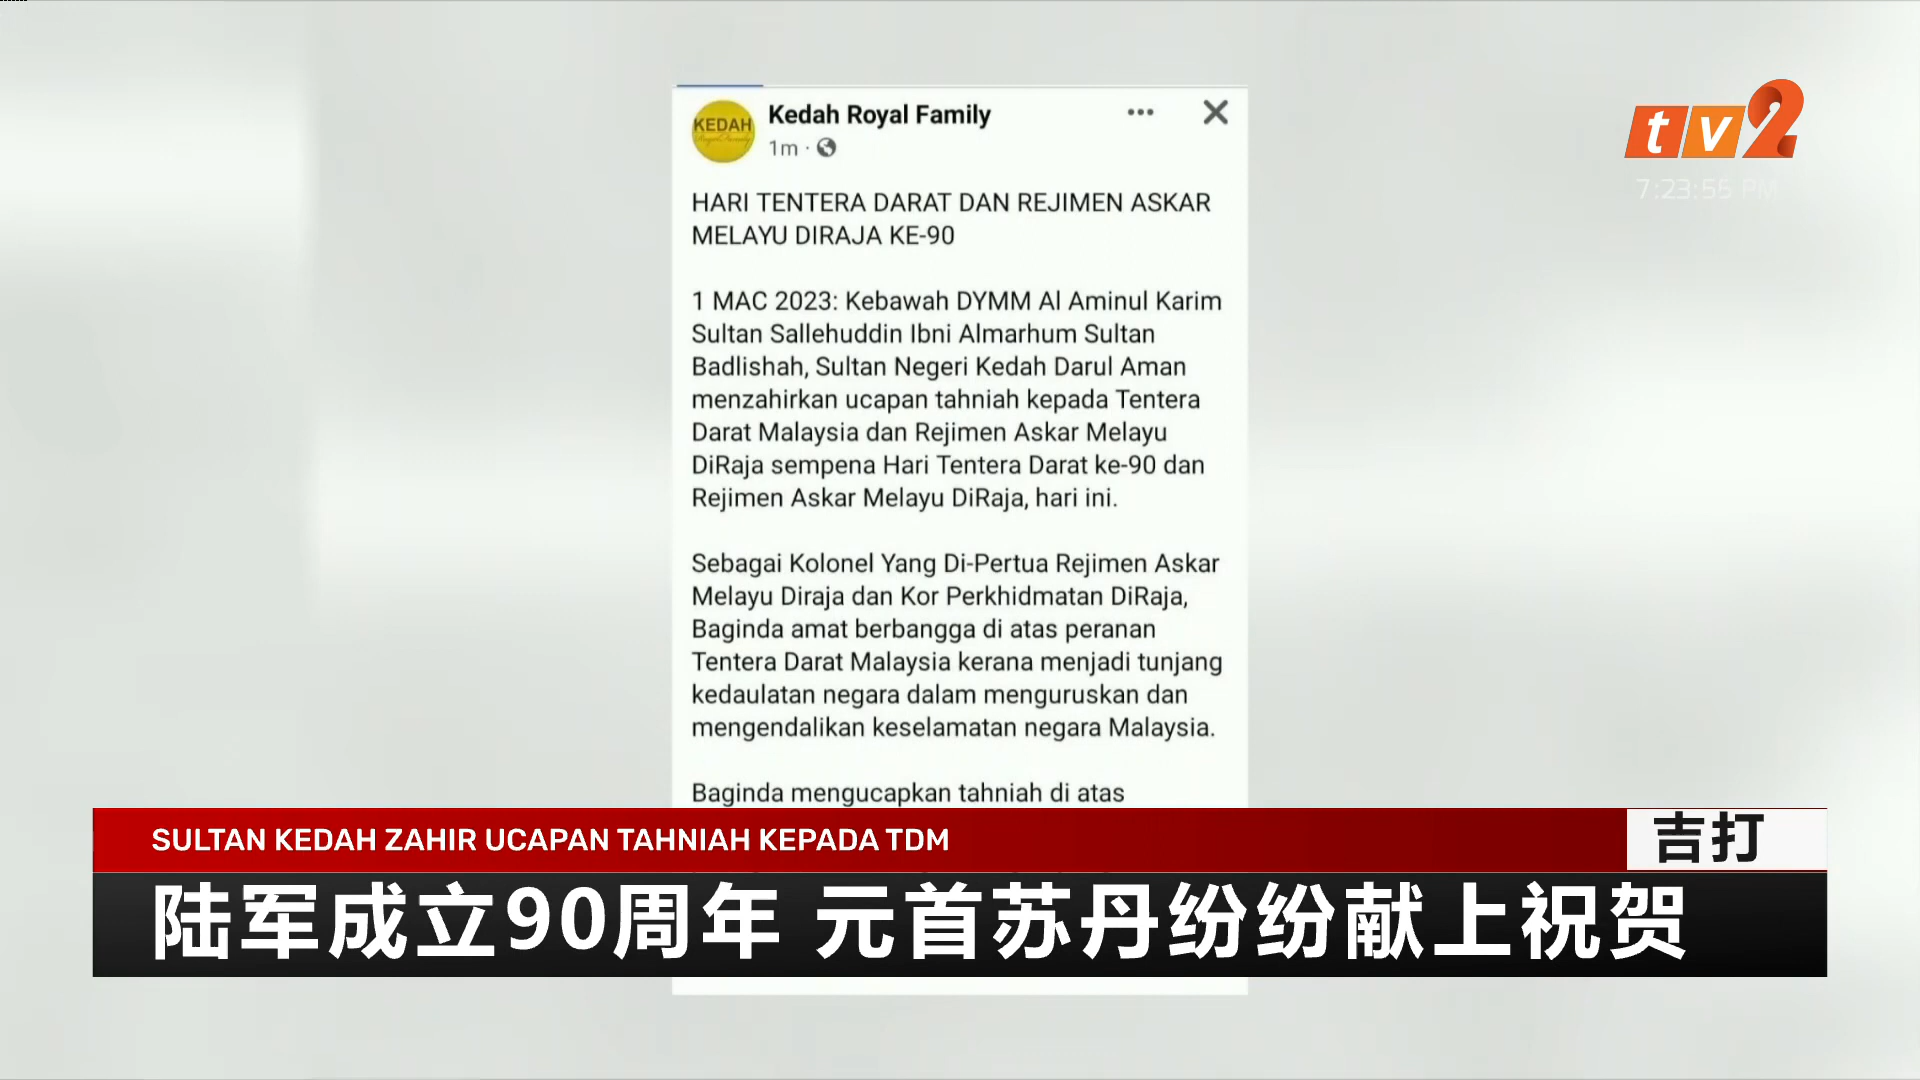 KEDAH
Kedah Royal Family
1m
tv2
7:23:55 PM
HARI TENTERA DARAT DAN REJIMEN ASKAR
MELAYU DIRAJA KE-90
1 MAC 2023: Kebawah DYMM Al Aminul Karim
Sultan Sallehuddin Ibni Almarhum Sultan
Badlishah, Sultan Negeri Kedah Darul Aman
menzahirkan ucapan tahniah kepada Tentera
Darat Malaysia dan Rejimen Askar Melayu
DiRaja sempena Hari Tentera Darat ke-90 dan
Rejimen Askar Melayu DiRaja, hari ini.
Sebagai Kolonel Yang Di-Pertua Rejimen Askar
Melayu Diraja dan Kor Perkhidmatan DiRaja,
Baginda amat berbangga di atas peranan
Tentera Darat Malaysia kerana menjadi tunjang
kedaulatan negara dalam menguruskan dan
mengendalikan keselamatan negara Malaysia.
Baginda mengucapkan tahniah di atas
SULTAN KEDAH ZAHIR UCAPAN TAHNIAH KEPADA TDM
吉打
陆军成立90周年 元首苏丹纷纷献上祝贺